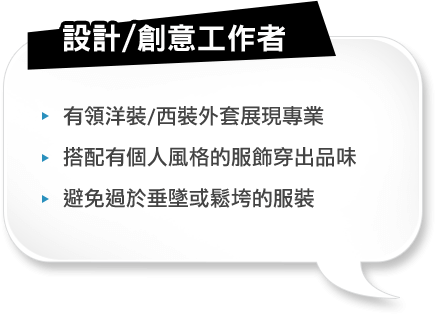 設計/創意工作者
有領洋裝/西裝外套展現專業
搭配有個人風格的服飾穿出品味
避免過於垂墜或鬆垮的服裝